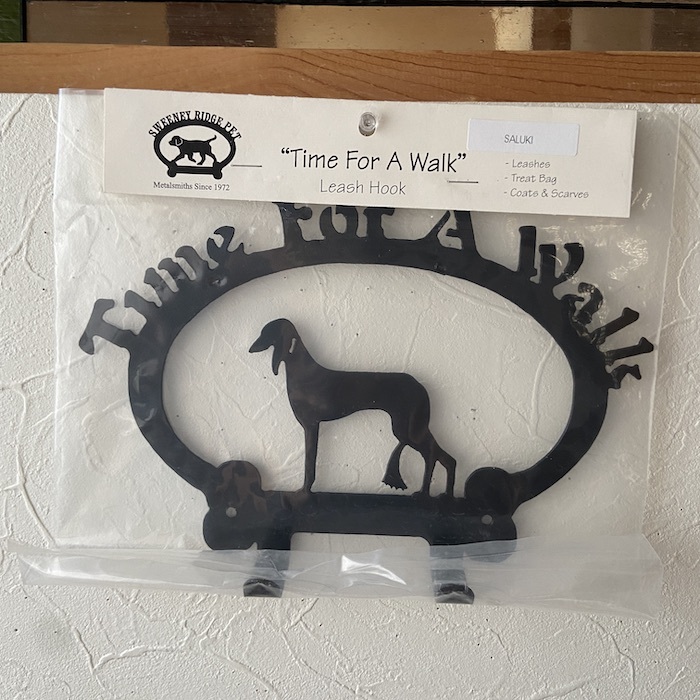 SWEENEY RIDGE PET
Metalsmiths Since 1972
"Time For A Walk"
Leash Hook
SALUKI
- Leashes
- Treat Bag
- Coats & Scarves
Time For A Walk